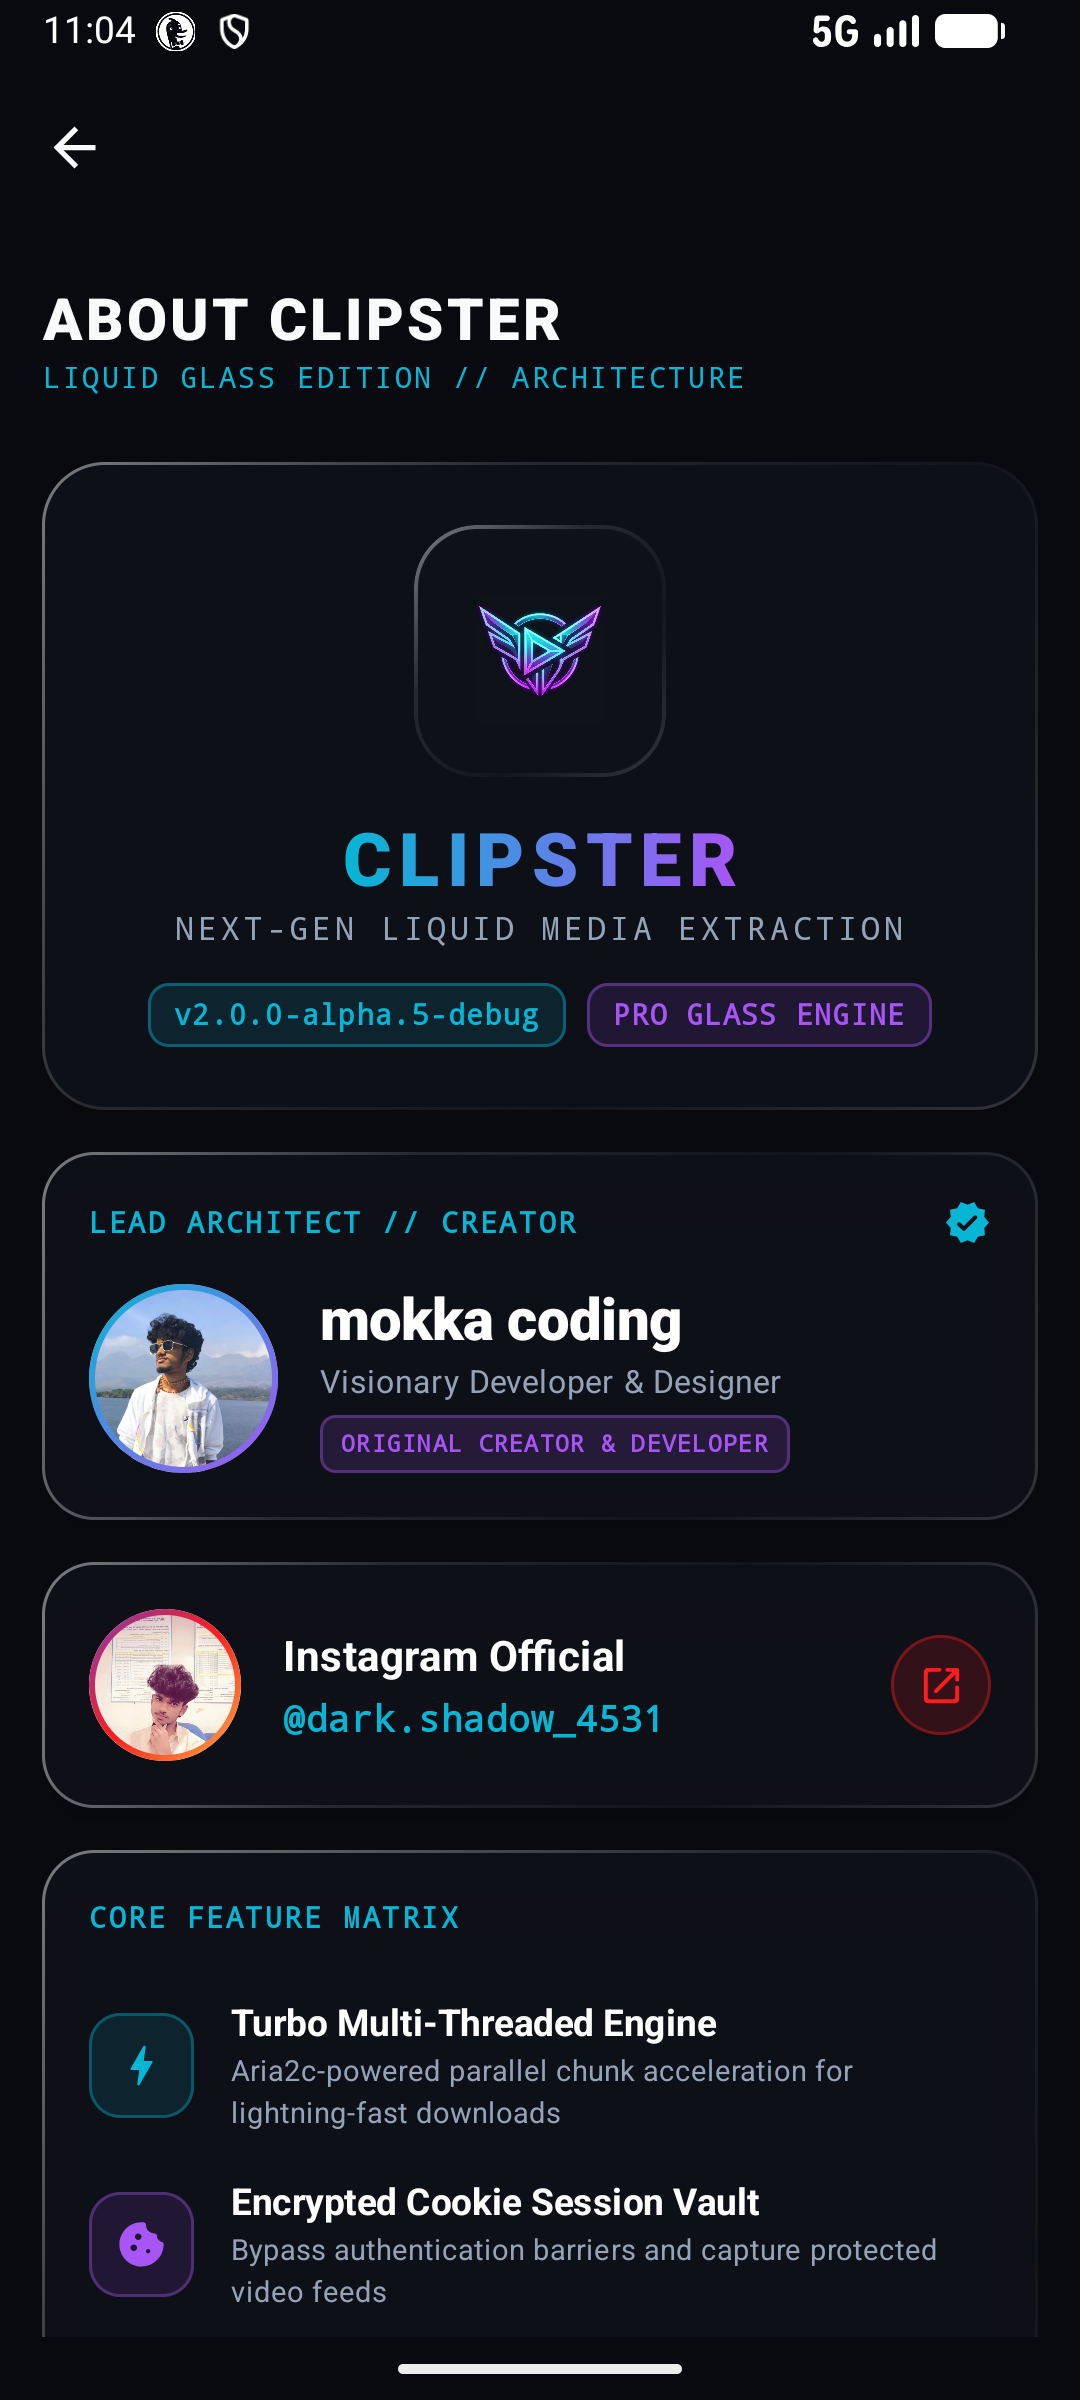 11:04
5G
ABOUT CLIPSTER
LIQUID GLASS EDITION // ARCHITECTURE
CLIPSTER
NEXT-GEN LIQUID MEDIA EXTRACTION
v2.0.0-alpha.5-debug
PRO GLASS ENGINE
LEAD ARCHITECT // CREATOR
mokka coding
Visionary Developer & Designer
ORIGINAL CREATOR & DEVELOPER
Instagram Official
@dark.shadow_4531
CORE FEATURE MATRIX
Turbo Multi-Threaded Engine
Aria2c-powered parallel chunk acceleration for
lightning-fast downloads
Encrypted Cookie Session Vault
Bypass authentication barriers and capture protected
video feeds